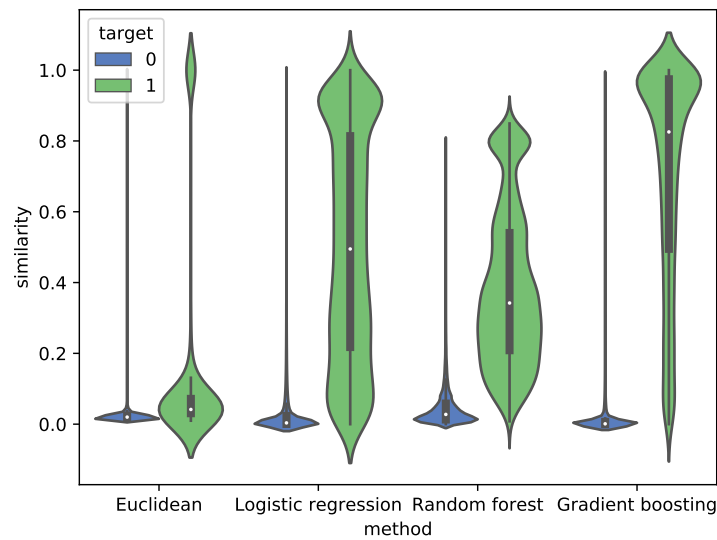 target
0
1
1.0
0.8
0.6
0.4
0.2
0.0
similarity
Euclidean Logistic regression Random forest Gradient boosting
method